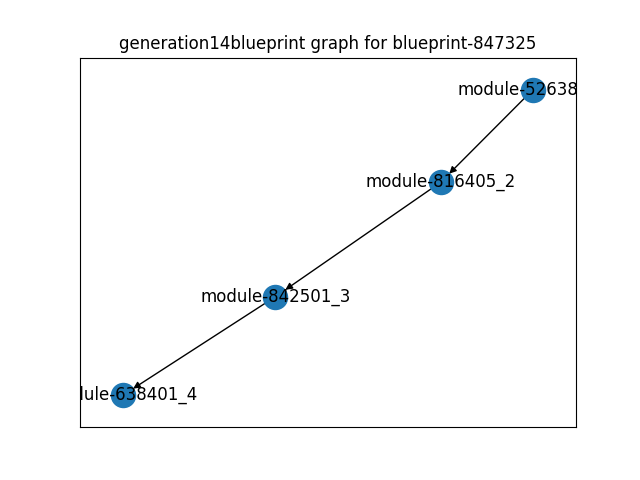 generation14blueprint graph for blueprint-847325
module-52638
module-816405_2
module-842501_3
lule-638401_4